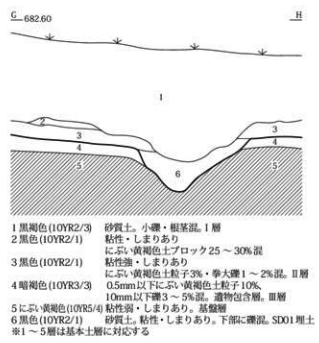 G 682.60 H
1
2
3
3
4
4
5
5
6
1 黒褐色(10YR2/3) 砂質土。小礫・根茎混。Ⅰ層
2 黒色(10YR2/1) 粘性・しまりあり
にぶい黄褐色土ブロック25～30%混
3 黒色(10YR2/1) 粘性強・しまりあり。
にぶい黄褐色土粒子3%・拳大礫1～2%混。Ⅱ層
4 暗褐色(10YR3/3) 0.5mm以下にぶい黄褐色土粒子10%、
10mm以下礫3～5%混。遺物包含層。Ⅲ層
5 にぶい黄褐色(10YR5/4) 粘性弱・しまりあり。基盤層
6 黒色(10YR2/1) 砂質土。粘性・しまりあり。下部に礫混。SD01埋土
※1～5層は基本土層に対応する